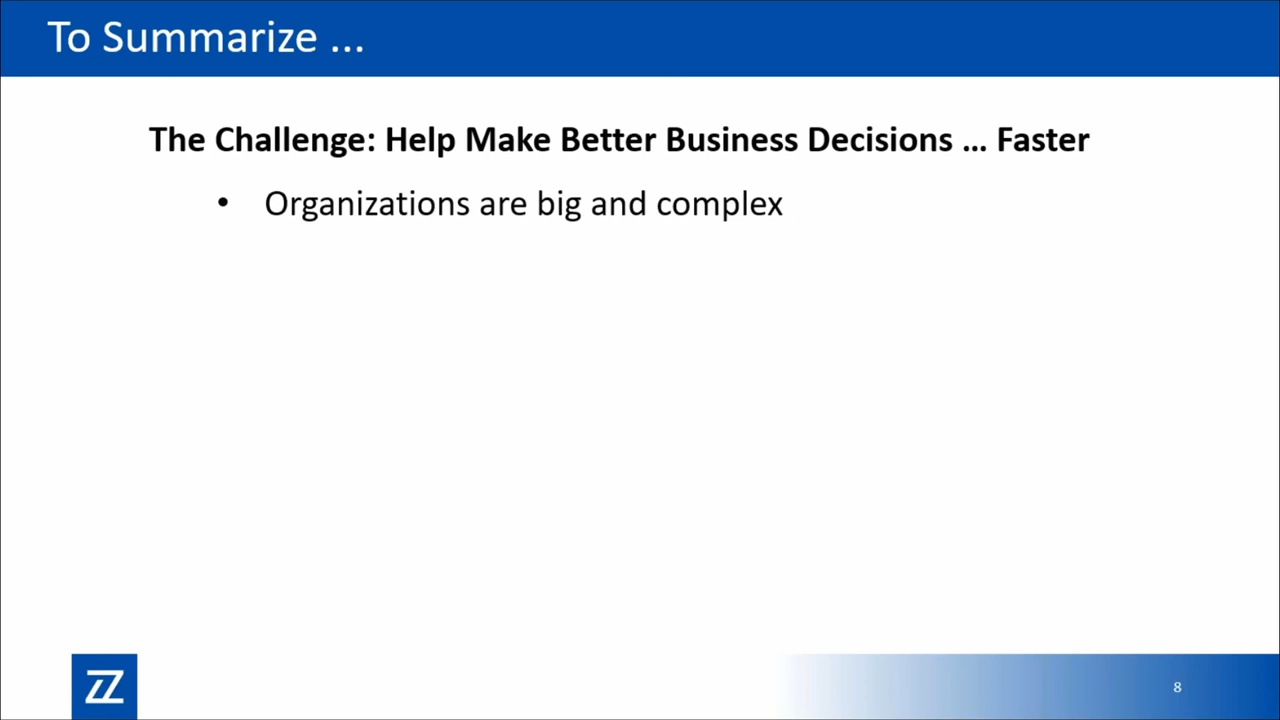 To Summarize ...
The Challenge: Help Make Better Business Decisions ... Faster
• Organizations are big and complex
ZZ
8